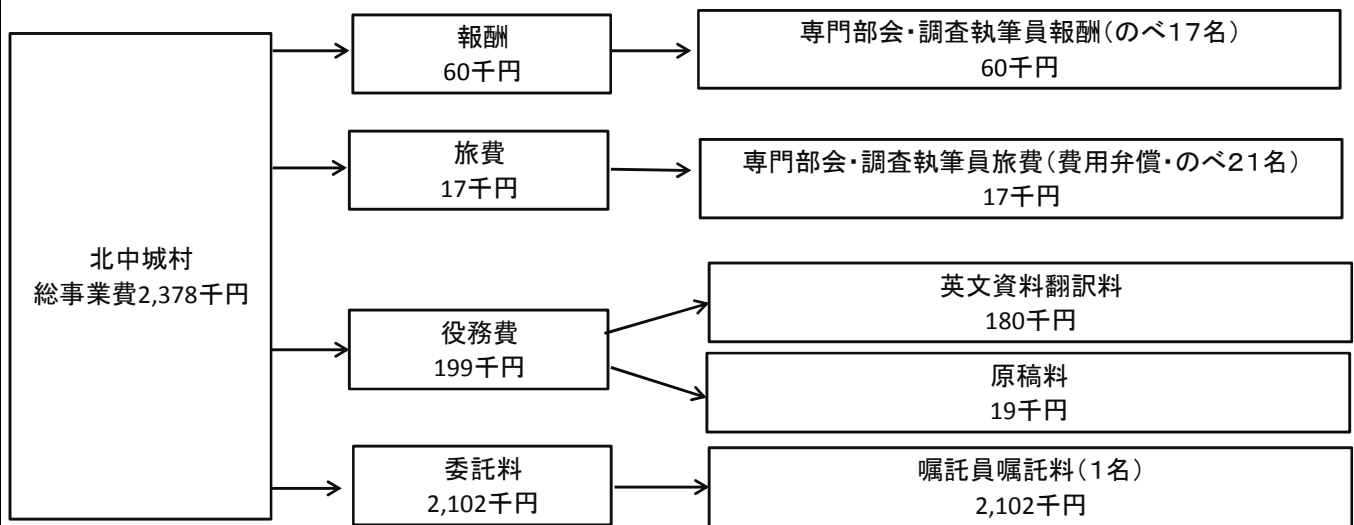 北中城村
総事業費2,378千円
報酬
60千円
専門部会・調査執筆員報酬(のべ17名)
60千円
旅費
17千円
専門部会・調査執筆員旅費(費用弁償・のべ21名)
17千円
役務費
199千円
英文資料翻訳料
180千円
原稿料
19千円
委託料
2,102千円
嘱託員嘱託料(1名)
2,102千円